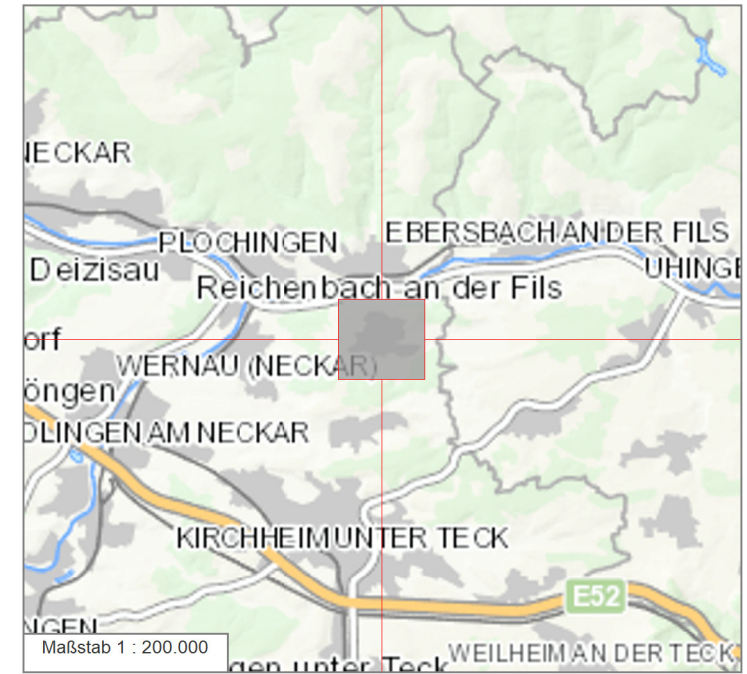 NECKAR
PLOCHINGEN
EBERSBACH AN DER FILS
Deizisau
UHINGE
Reichenbach an der Fils
orf
WERNAU (NECKAR)
öngen
DLINGEN AM NECKAR
KIRCHHEIM UNTER TECK
E52
NGEN
Maßstab 1 : 200.000
WEILHEIM AN DER TECK
gen unter Teck